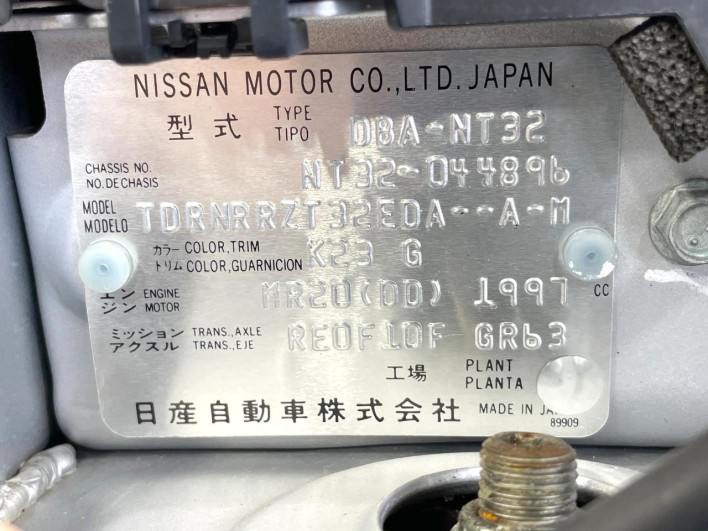 NISSAN MOTOR CO.,LTD. JAPAN
型式 TYPE TIPO DBA-NT32
CHASSIS NO. NO.DECHASIS NT32-044896
MODEL MODELO TDRNRRZT32EDA--A-M
カラー COLOR,TRIM トリム COLOR,GUARNICION K23 G
エンジン ENGINE MOTOR MR20(DD) 1997 CC
ミッション アクスル TRANS.,AXLE TRANS.,EJE RE0F10F GR63
工場 PLANT PLANTA
日産自動車株式会社 MADE IN
89909